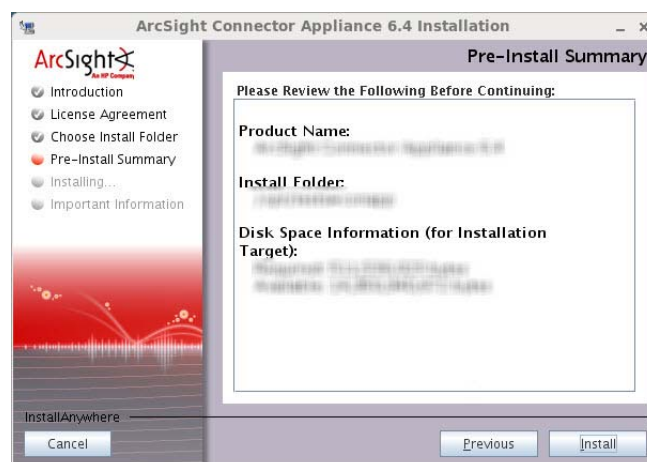 ArcSight Connector Appliance 6.4 Installation
ArcSight
An HP Company
Pre-Install Summary
Introduction
License Agreement
Choose Install Folder
Pre-Install Summary
Installing...
Important Information
Please Review the Following Before Continuing:
Product Name:
Install Folder:
Disk Space Information (for Installation
Target):
InstallAnywhere
Cancel
Previous
Install